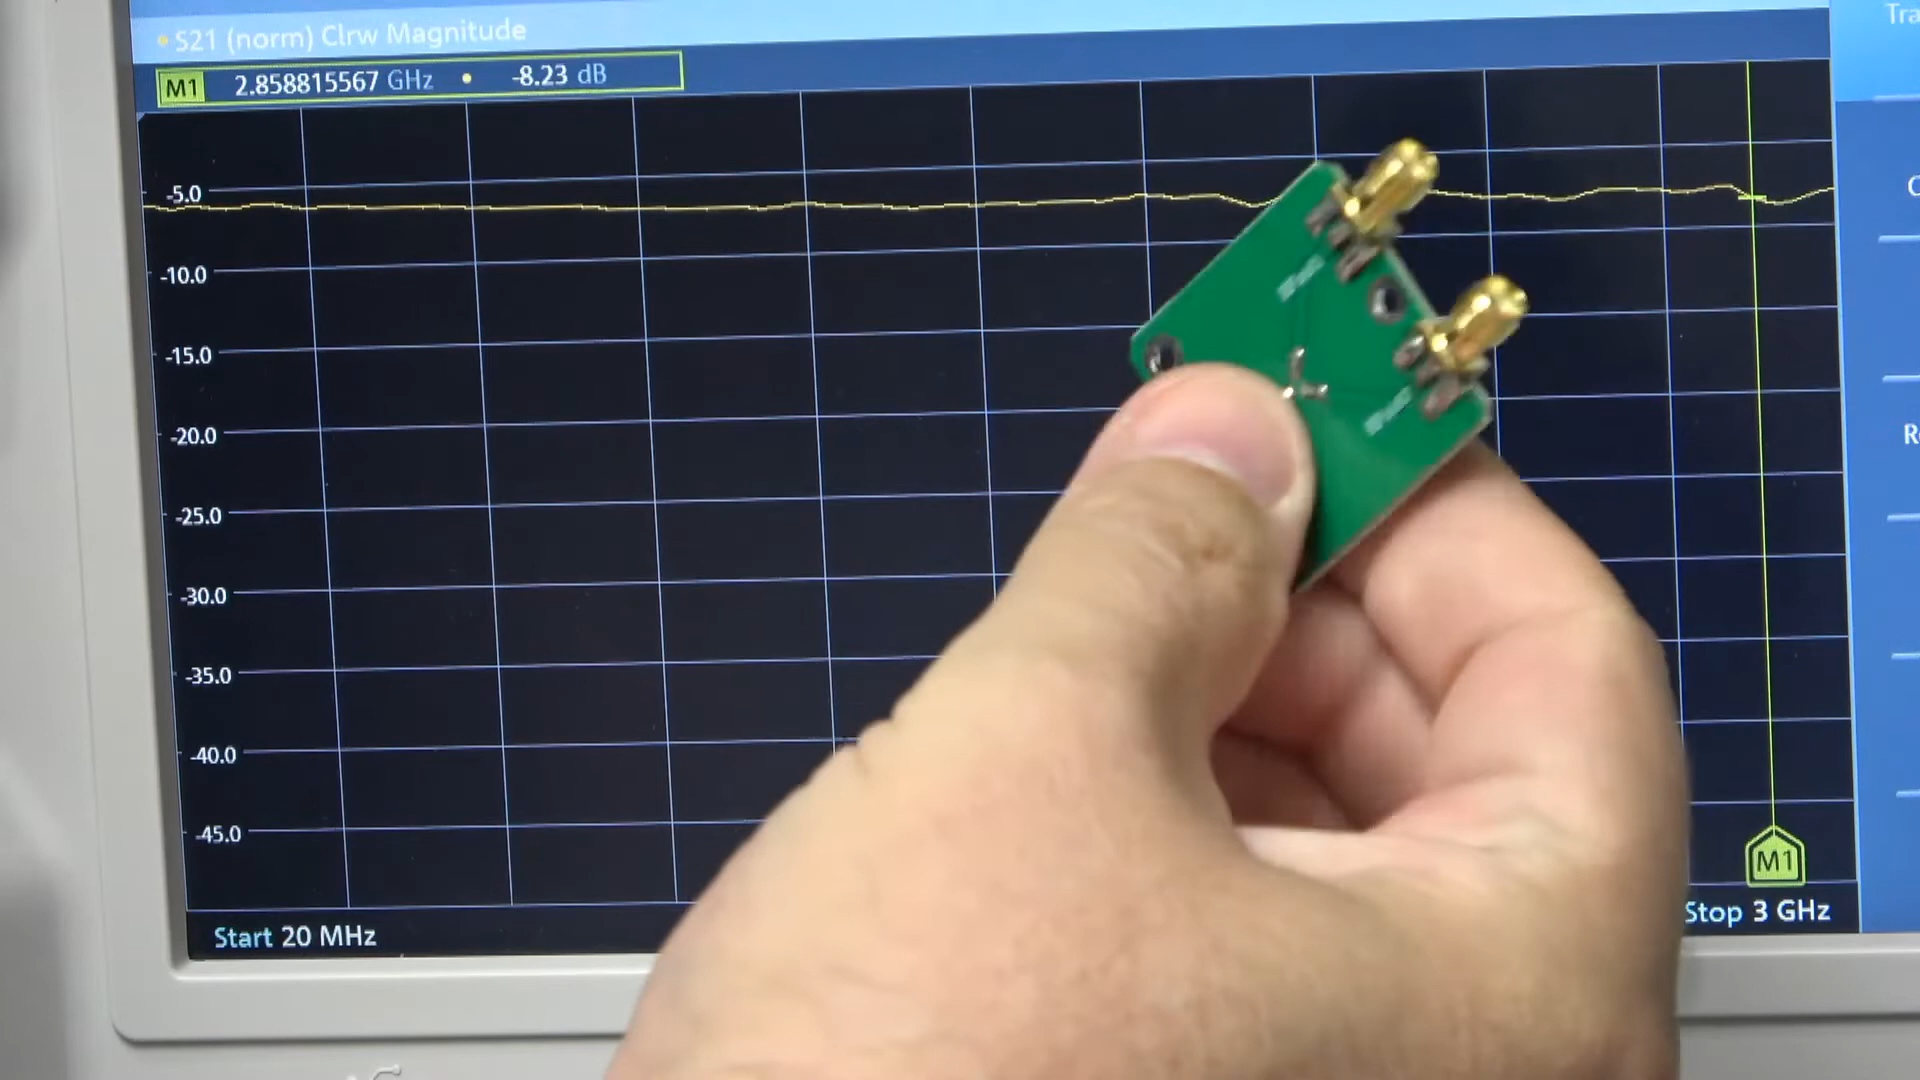 Tra
S21 (norm) Clrw Magnitude
M1 2.858815567 GHz • -8.23 dB
-5.0
-10.0
-15.0
-20.0
-25.0
-30.0
-35.0
-40.0
-45.0
M1
Start 20 MHz
Stop 3 GHz